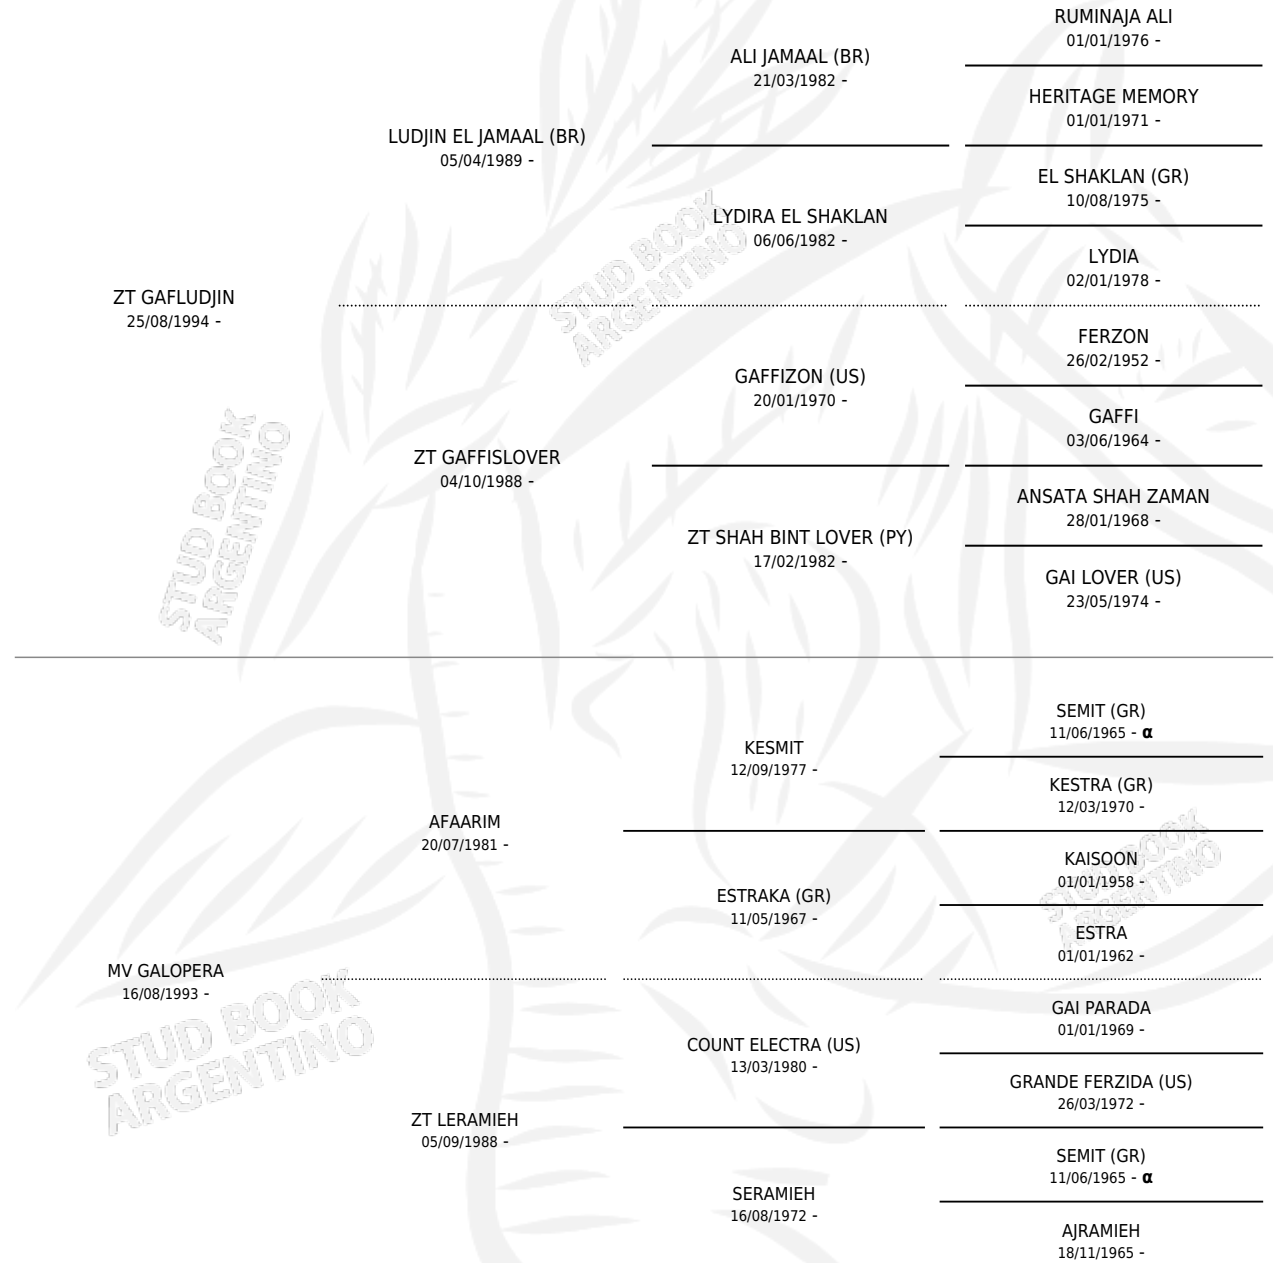 RUMINAJA ALI
01/01/1976 -
ALI JAMAAL (BR)
21/03/1982 -
HERITAGE MEMORY
01/01/1971 -
LUDJIN EL JAMAAL (BR)
05/04/1989 -
EL SHAKLAN (GR)
10/08/1975 -
LYDIRA EL SHAKLAN
06/06/1982 -
LYDIA
02/01/1978 -
ZT GAFLUDJIN
25/08/1994 -
FERZON
26/02/1952 -
GAFFIZON (US)
20/01/1970 -
GAFFI
03/06/1964 -
ZT GAFFISLOVER
04/10/1988 -
ANSATA SHAH ZAMAN
28/01/1968 -
ZT SHAH BINT LOVER (PY)
17/02/1982 -
GAI LOVER (US)
23/05/1974 -
STUD BOOK
ARGENTINO
STUD BOOK
ARGENTINO
SEMIT (GR)
11/06/1965 - α
KESMIT
12/09/1977 -
KESTRA (GR)
12/03/1970 -
AFAARIM
20/07/1981 -
KAISOON
01/01/1958 -
ESTRAKA (GR)
11/05/1967 -
ESTRA
01/01/1962 -
MV GALOPERA
16/08/1993 -
GAI PARADA
01/01/1969 -
COUNT ELECTRA (US)
13/03/1980 -
GRANDE FERZIDA (US)
26/03/1972 -
ZT LERAMIEH
05/09/1988 -
SEMIT (GR)
11/06/1965 - α
SERAMIEH
16/08/1972 -
AJRAMIEH
18/11/1965 -
STUD BOOK
ARGENTINO
STUD BOOK
ARGENTINO